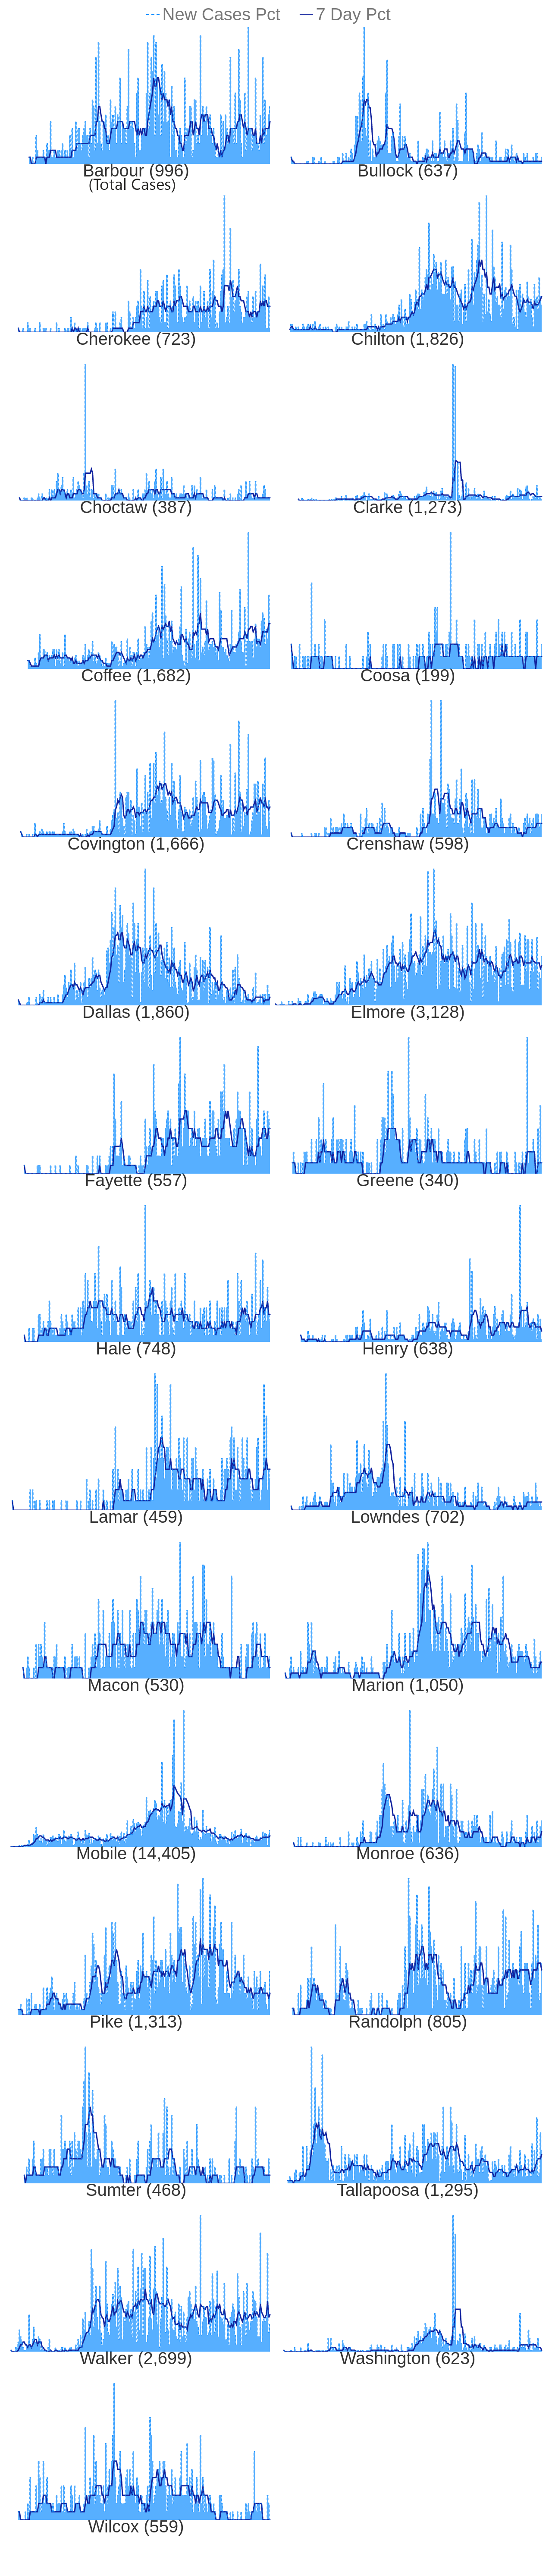 New Cases Pct 7 Day Pct
Barbour (996) Bullock (637)
(Total Cases)
Cherokee (723) Chilton (1,826)
Choctaw (387) Clarke (1,273)
Coffee (1,682) Coosa (199)
Covington (1,666) Crenshaw (598)
Dallas (1,860) Elmore (3,128)
Fayette (557) Greene (340)
Hale (748) Henry (638)
Lamar (459) Lowndes (702)
Macon (530) Marion (1,050)
Mobile (14,405) Monroe (636)
Pike (1,313) Randolph (805)
Sumter (468) Tallapoosa (1,295)
Walker (2,699) Washington (623)
Wilcox (559)